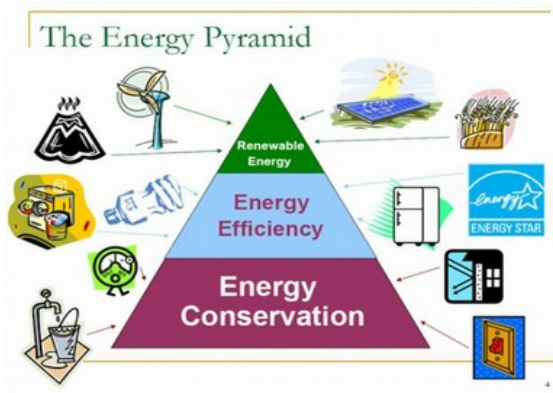 The Energy Pyramid
Renewable
Energy
Energy
Efficiency
energy
ENERGY STAR
Energy
Conservation
4